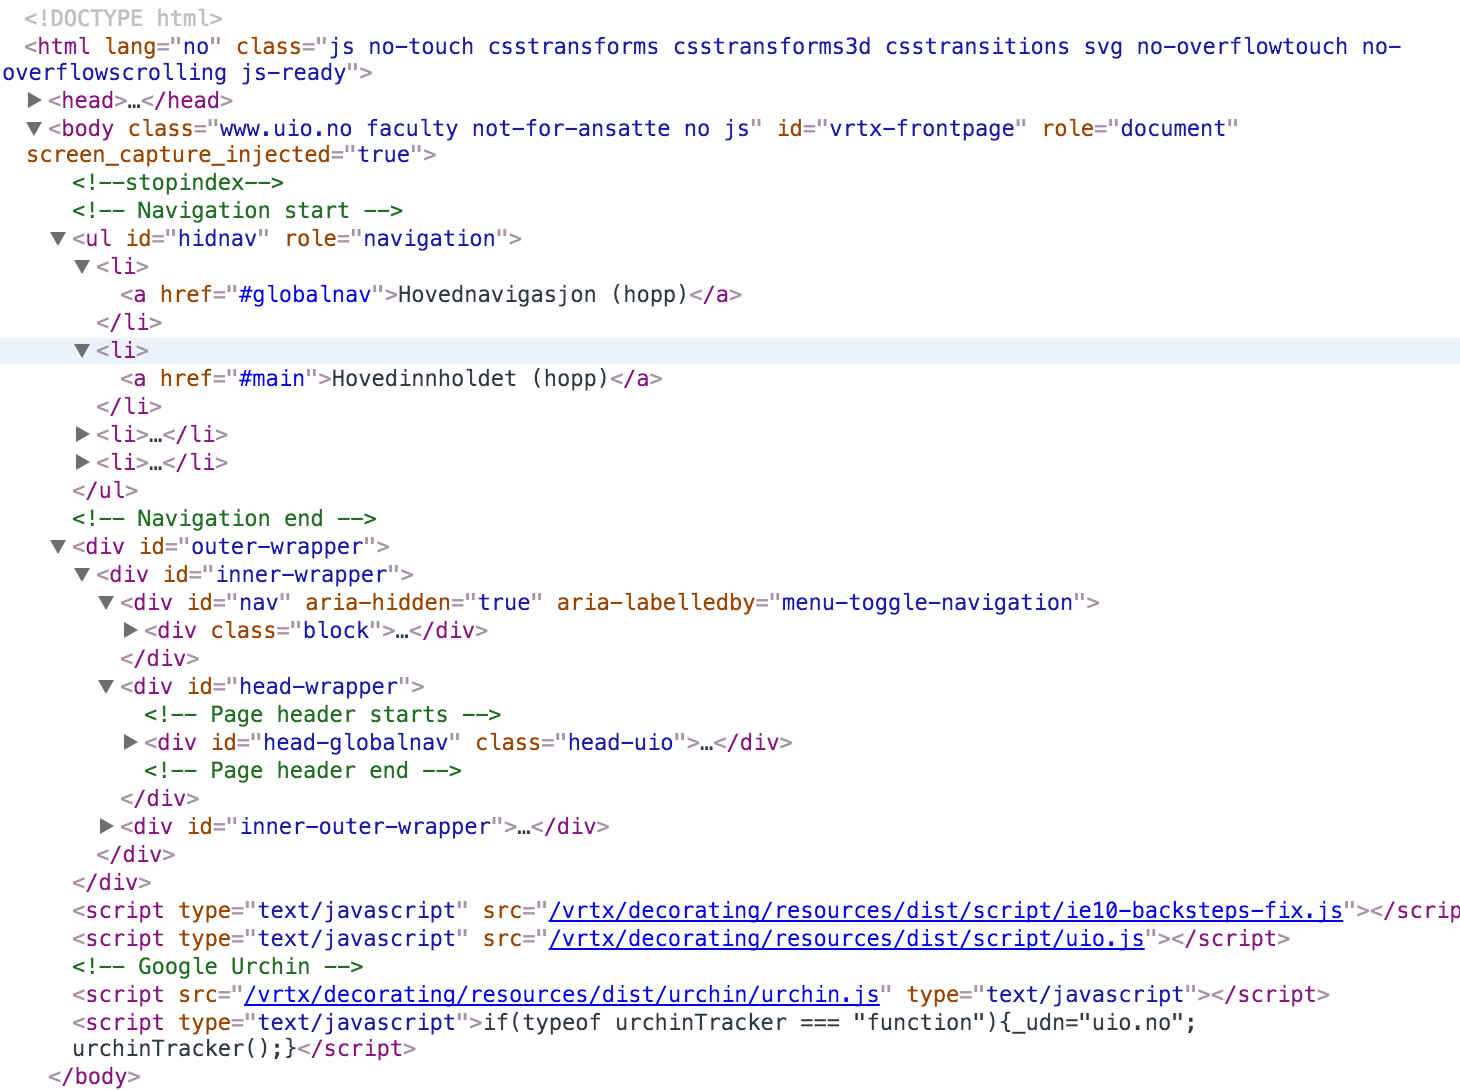 <!DOCTYPE html>
<html lang="no" class="js no-touch csstransforms csstransforms3d csstransitions svg no-overflowtouch no-
overflowscrolling js-ready">
<head>…</head>
<body class="www.uio.no faculty not-for-ansatte no js" id="vrtx-frontpage" role="document"
screen_capture_injected="true">
<!--stopindex-->
<!-- Navigation start -->
<ul id="hidnav" role="navigation">
<li>
<a href="#globalnav">Hovednavigasjon (hopp)</a>
</li>
<li>
<a href="#main">Hovedinnholdet (hopp)</a>
</li>
<li>…</li>
<li>…</li>
</ul>
<!-- Navigation end -->
<div id="outer-wrapper">
<div id="inner-wrapper">
<div id="nav" aria-hidden="true" aria-labelledby="menu-toggle-navigation">
<div class="block">…</div>
</div>
<div id="head-wrapper">
<!-- Page header starts -->
<div id="head-globalnav" class="head-uio">…</div>
<!-- Page header end -->
</div>
<div id="inner-outer-wrapper">…</div>
</div>
</div>
<script type="text/javascript" src="/vrtx/decorating/resources/dist/script/ie10-backsteps-fix.js"></scrip
<script type="text/javascript" src="/vrtx/decorating/resources/dist/script/uio.js"></script>
<!-- Google Urchin -->
<script src="/vrtx/decorating/resources/dist/urchin/urchin.js" type="text/javascript"></script>
<script type="text/javascript">if(typeof urchinTracker === "function"){_udn="uio.no";
urchinTracker();}</script>
</body>